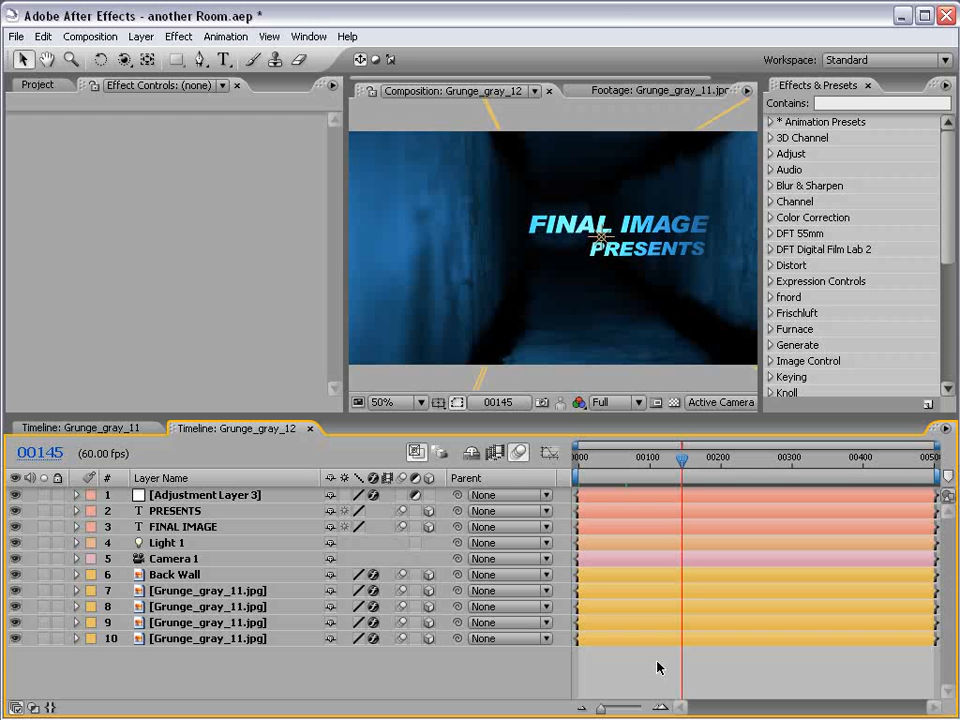 Adobe After Effects - another Room.aep *
File Edit Composition Layer Effect Animation View Window Help
Workspace: Standard
Project Effect Controls: (none)
Composition: Grunge_gray_12 Footage: Grunge_gray_11.jpg
Effects & Presets
Contains:
* Animation Presets
3D Channel
Adjust
Audio
Blur & Sharpen
Channel
Color Correction
DFT 55mm
DFT Digital Film Lab 2
Distort
Expression Controls
fnord
Frischluft
Furnace
Generate
Image Control
Keying
Knoll
FINAL IMAGE
PRESENTS
50% 00145 Full Active Camera
Timeline: Grunge_gray_11 Timeline: Grunge_gray_12
00145 (60.00 fps)
0000 00100 00200 00300 00400 00500
# Layer Name Parent
1 [Adjustment Layer 3] None
2 T PRESENTS None
3 T FINAL IMAGE None
4 Light 1 None
5 Camera 1 None
6 Back Wall None
7 [Grunge_gray_11.jpg] None
8 [Grunge_gray_11.jpg] None
9 [Grunge_gray_11.jpg] None
10 [Grunge_gray_11.jpg] None